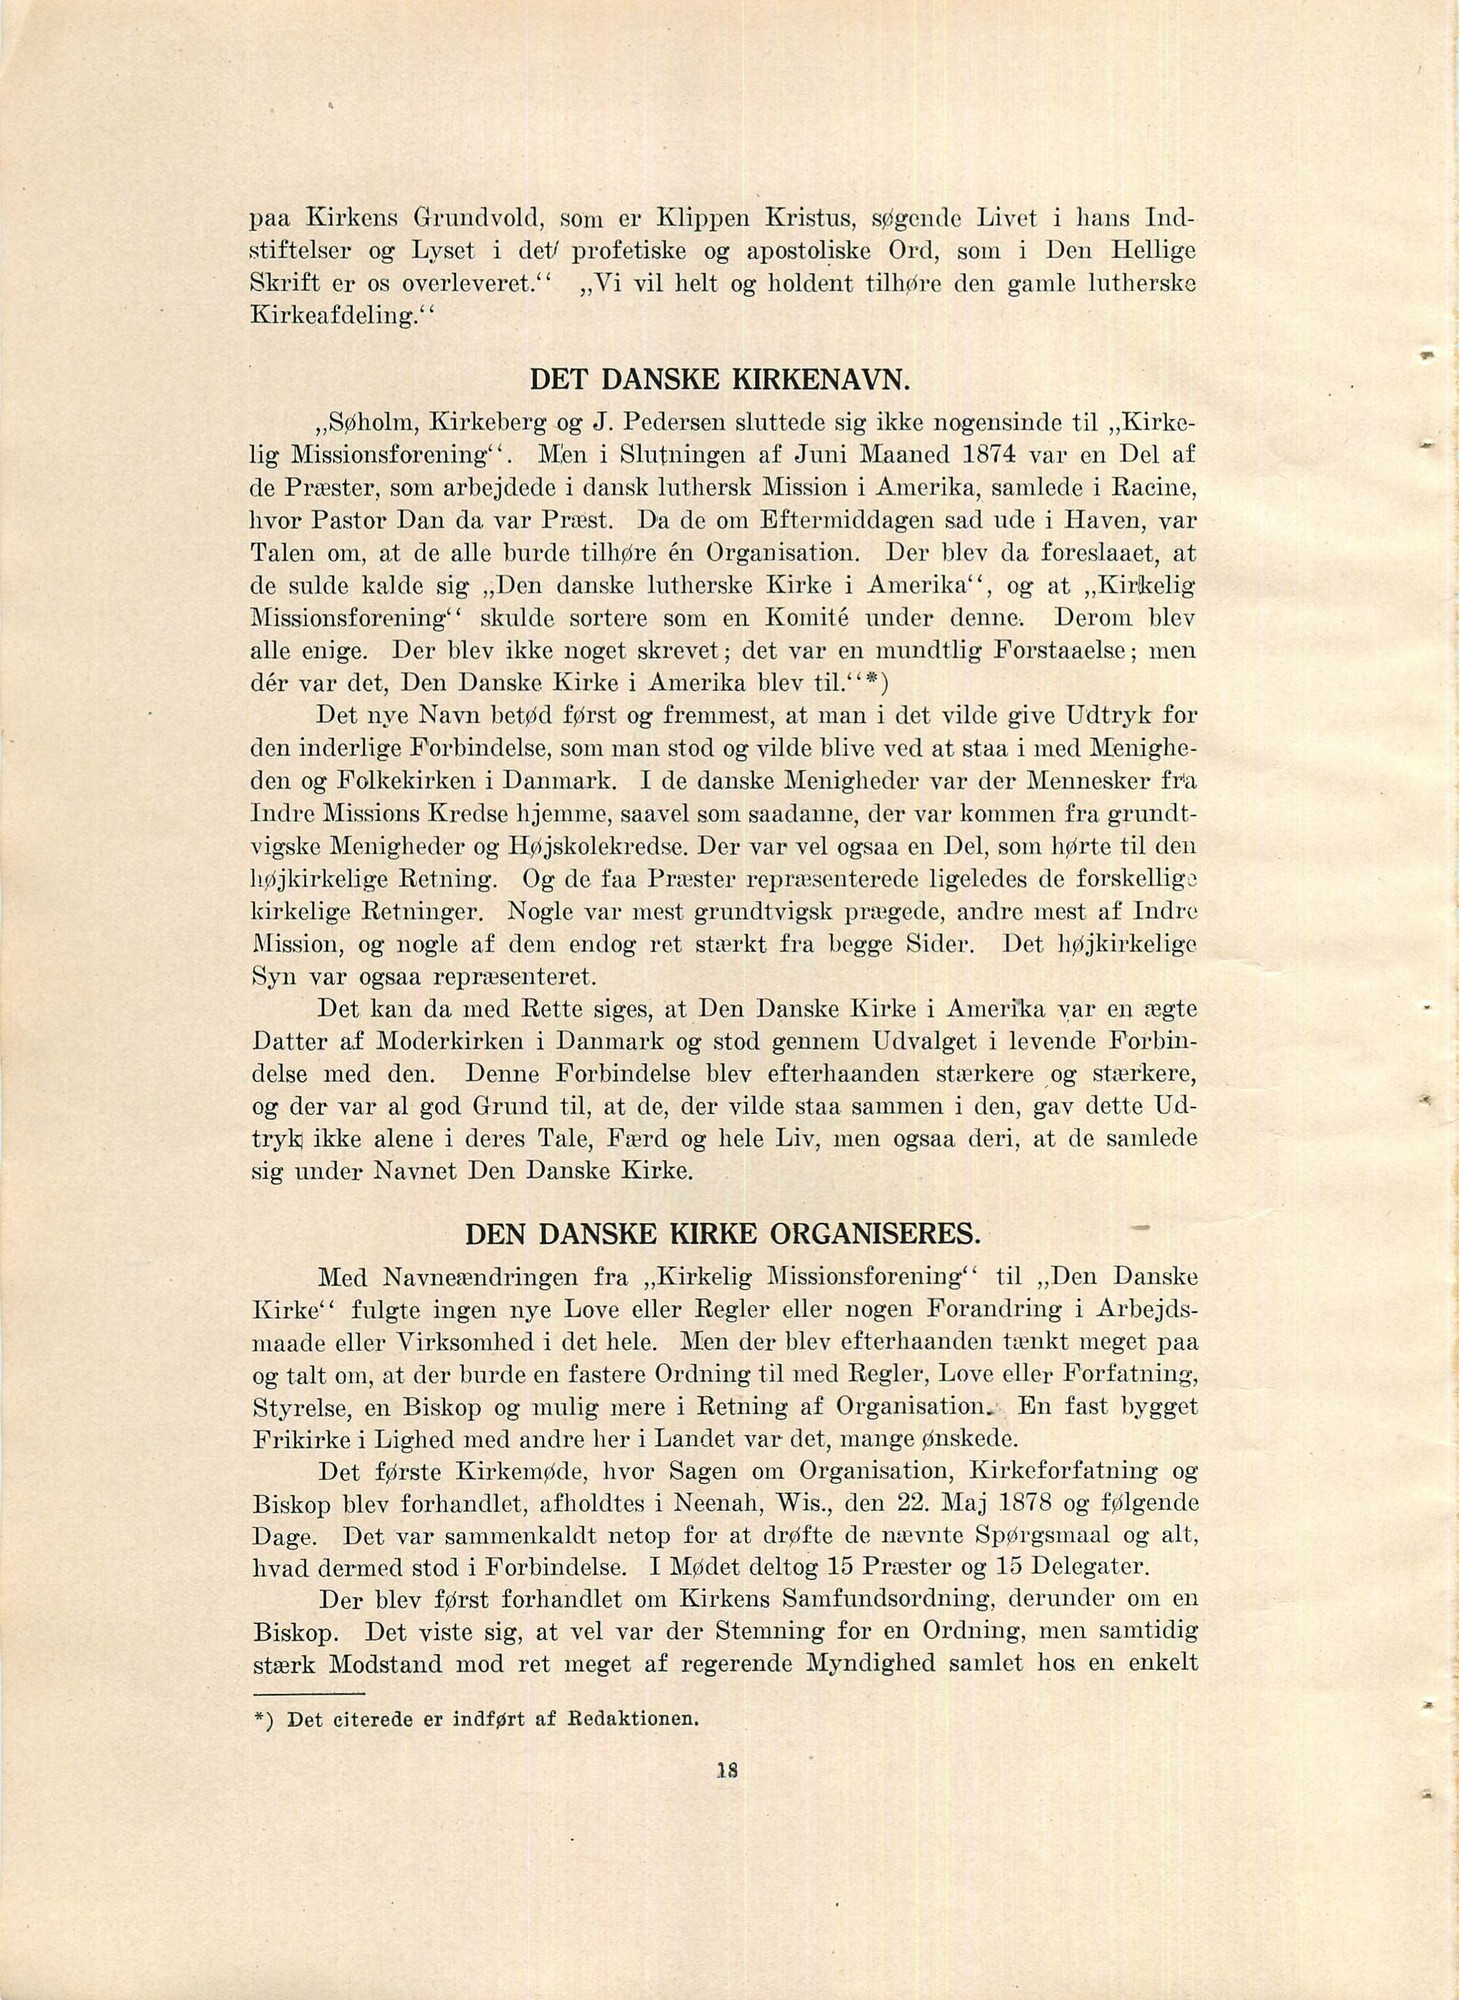 paa Kirkens Grundvold, som er Klippen Kristus, søgende Livet i hans Ind-
stiftelser og Lyset i det profetiske og apostoliske Ord, som i Den Hellige
Skrift er os overleveret.“ „Vi vil helt og holdent tilhøre den gamle lutherske
Kirkeafdeling.“
DET DANSKE KIRKENAVN.
„Søholm, Kirkeberg og J. Pedersen sluttede sig ikke nogensinde til „Kirke-
lig Missionsforening“. Men i Slutningen af Juni Maaned 1874 var en Del af
de Præster, som arbejdede i dansk luthersk Mission i Amerika, samlede i Racine,
hvor Pastor Dan da var Præst. Da de om Eftermiddagen sad ude i Haven, var
Talen om, at de alle burde tilhøre én Organisation. Der blev da foreslaaet, at
de sulde kalde sig „Den danske lutherske Kirke i Amerika“, og at „Kirkelig
Missionsforening“ skulde sortere som en Komité under denne. Derom blev
alle enige. Der blev ikke noget skrevet; det var en mundtlig Forstaaelse; men
dér var det, Den Danske Kirke i Amerika blev til.“*)
Det nye Navn betød først og fremmest, at man i det vilde give Udtryk for
den inderlige Forbindelse, som man stod og vilde blive ved at staa i med Menighe-
den og Folkekirken i Danmark. I de danske Menigheder var der Mennesker fra
Indre Missions Kredse hjemme, saavel som saadanne, der var kommen fra grundt-
vigske Menigheder og Højskolekredse. Der var vel ogsaa en Del, som hørte til den
højkirkelige Retning. Og de faa Præster repræsenterede ligeledes de forskellige
kirkelige Retninger. Nogle var mest grundtvigsk prægede, andre mest af Indre
Mission, og nogle af dem endog ret stærkt fra begge Sider. Det højkirkelige
Syn var ogsaa repræsenteret.
Det kan da med Rette siges, at Den Danske Kirke i Amerika var en ægte
Datter af Moderkirken i Danmark og stod gennem Udvalget i levende Forbin-
delse med den. Denne Forbindelse blev efterhaanden stærkere og stærkere,
og der var al god Grund til, at de, der vilde staa sammen i den, gav dette Ud-
tryk ikke alene i deres Tale, Færd og hele Liv, men ogsaa deri, at de samlede
sig under Navnet Den Danske Kirke.
DEN DANSKE KIRKE ORGANISERES.
Med Navneændringen fra „Kirkelig Missionsforening“ til „Den Danske
Kirke“ fulgte ingen nye Love eller Regler eller nogen Forandring i Arbejds-
maade eller Virksomhed i det hele. Men der blev efterhaanden tænkt meget paa
og talt om, at der burde en fastere Ordning til med Regler, Love eller Forfatning,
Styrelse, en Biskop og mulig mere i Retning af Organisation. En fast bygget
Frikirke i Lighed med andre her i Landet var det, mange ønskede.
Det første Kirkemøde, hvor Sagen om Organisation, Kirkeforfatning og
Biskop blev forhandlet, afholdtes i Neenah, Wis., den 22. Maj 1878 og følgende
Dage. Det var sammenkaldt netop for at drøfte de nævnte Spørgsmaal og alt,
hvad dermed stod i Forbindelse. I Mødet deltog 15 Præster og 15 Delegater.
Der blev først forhandlet om Kirkens Samfundsordning, derunder om en
Biskop. Det viste sig, at vel var der Stemning for en Ordning, men samtidig
stærk Modstand mod ret meget af regerende Myndighed samlet hos en enkelt
*) Det citerede er indført af Redaktionen.
18